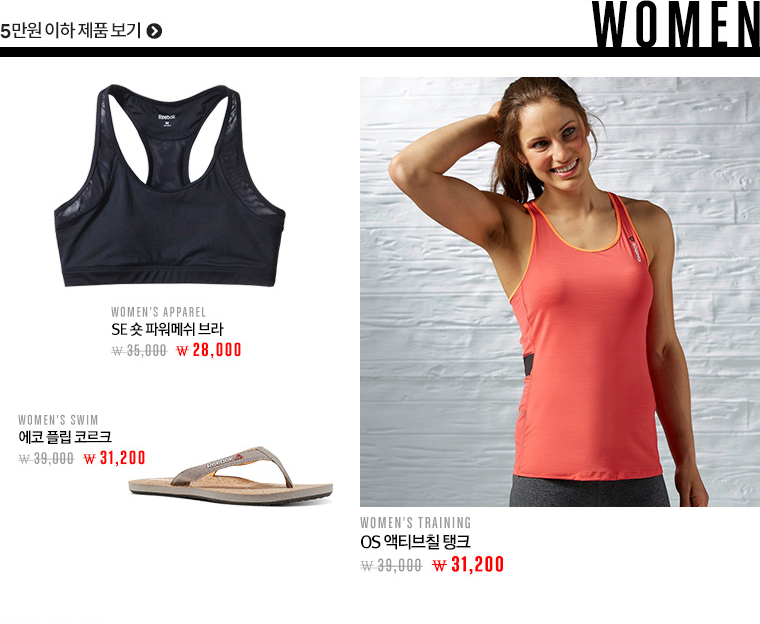 5만원 이하 제품 보기
WOMEN
Reebok
WOMEN'S APPAREL
SE 숏 파워메쉬 브라
₩ 35,000 ₩ 28,000
WOMEN'S SWIM
에코 플립 코르크
₩ 39,000 ₩ 31,200
Reebok
WOMEN'S TRAINING
OS 액티브칠 탱크
₩ 39,000 ₩ 31,200